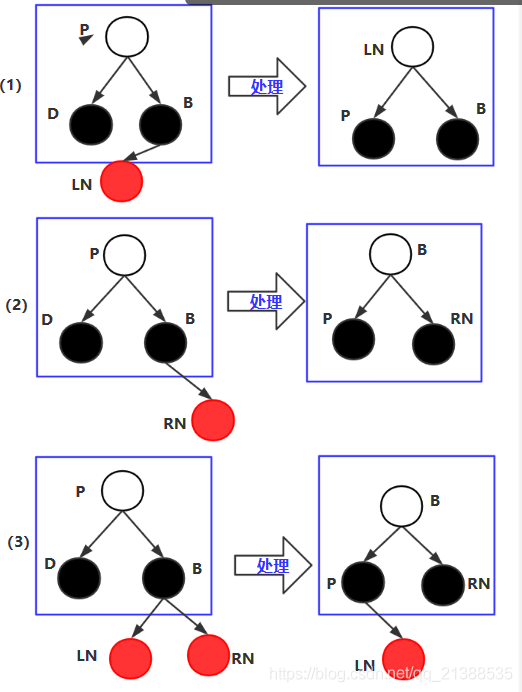 P
LN
(1)
D
B
处理
P
B
LN
P
B
(2)
D
B
处理
P
RN
RN
P
B
(3)
D
B
处理
P
RN
LN
RN
LN
https://blog.csdn.net/qq_21388535